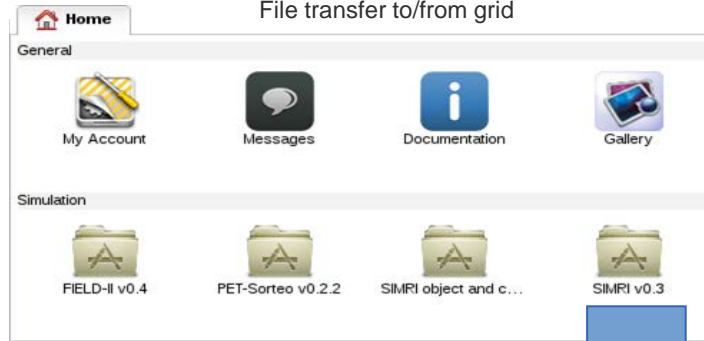 File transfer to/from grid
Home
General
My Account Messages Documentation Gallery
Simulation
FIELD-II v0.4 PET-Sorteo v0.2.2 SIMRI object and c... SIMRI v0.3